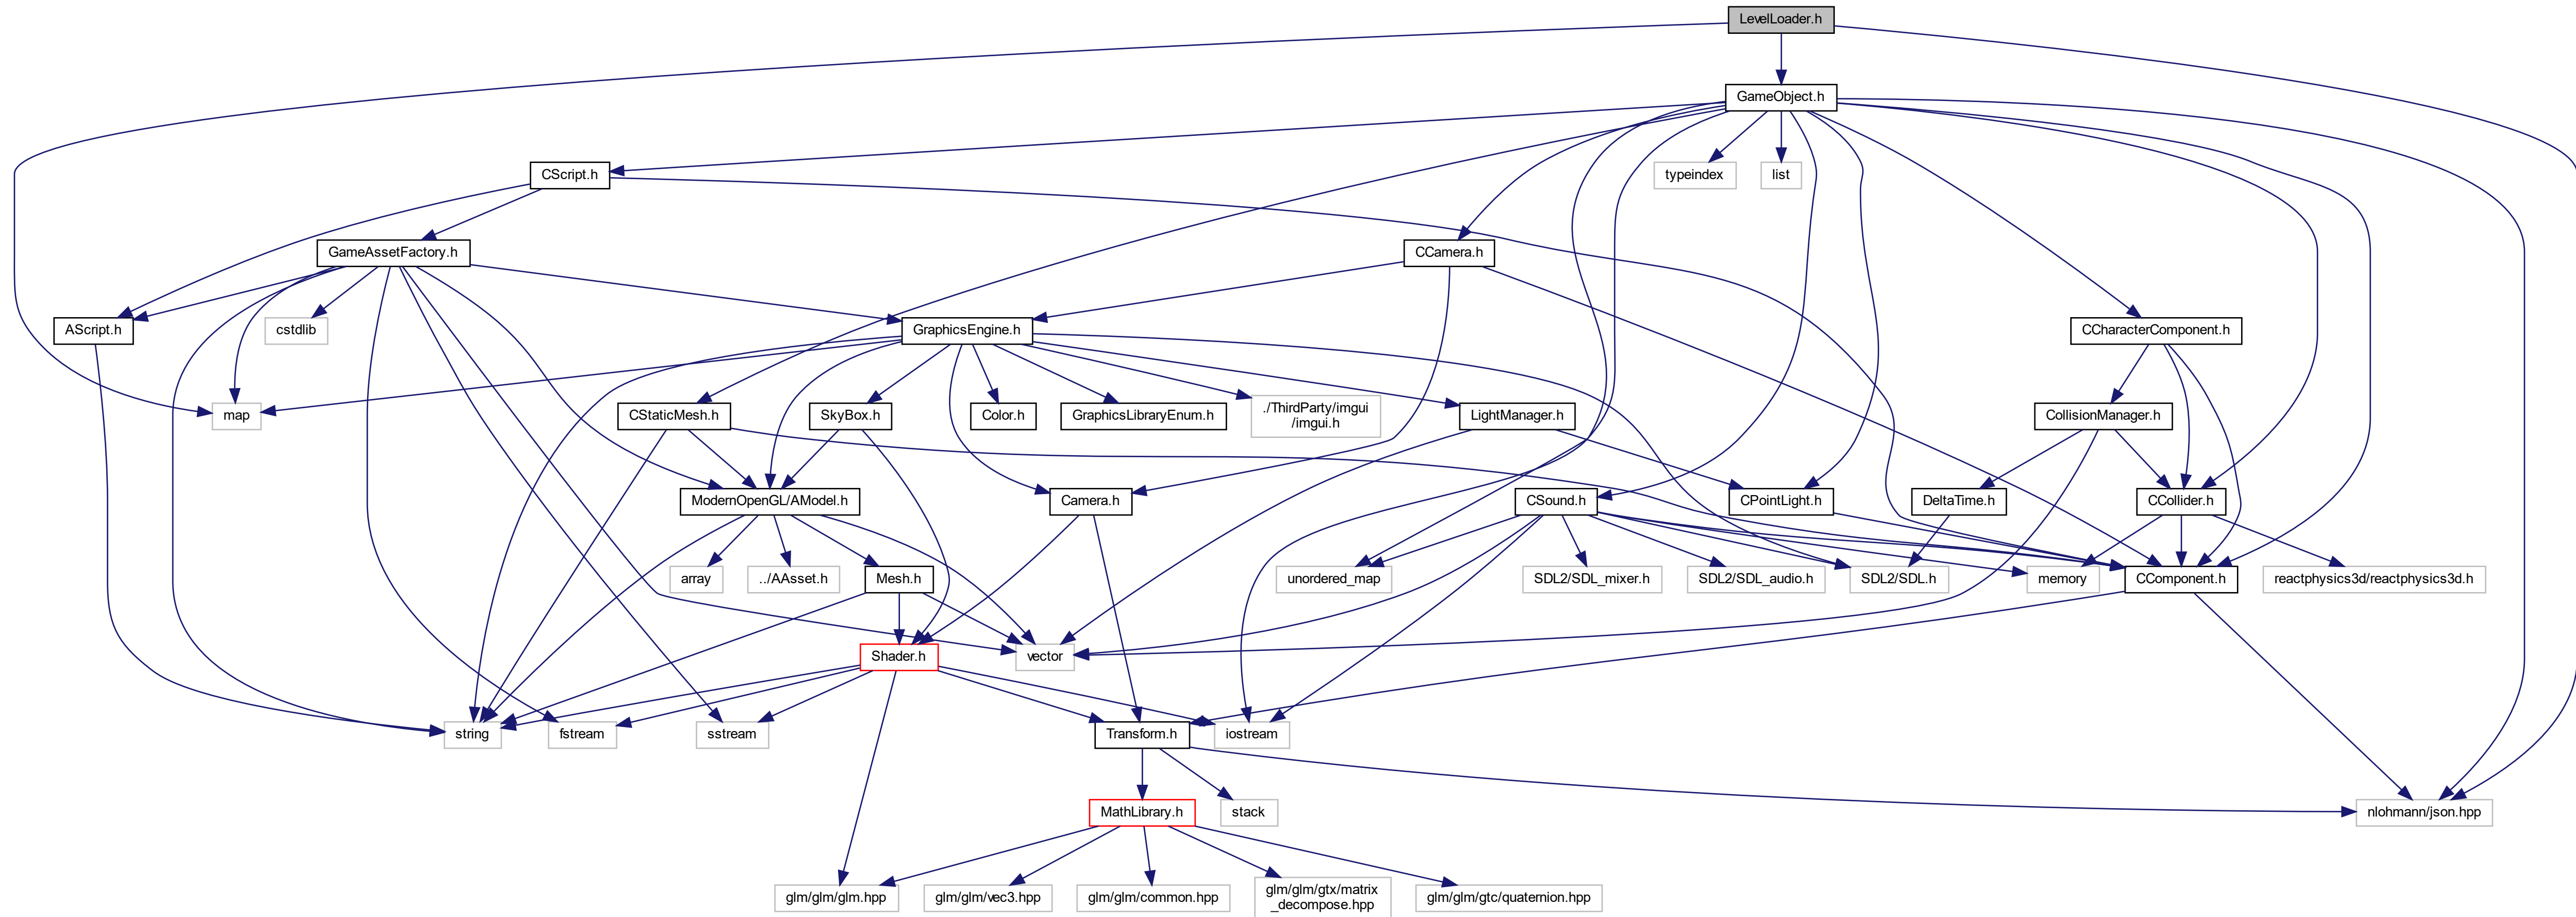 LevelLoader.h
GameObject.h
CScript.h
typeindex
list
GameAssetFactory.h
CCamera.h
AScript.h
cstdlib
GraphicsEngine.h
CCharacterComponent.h
map
CStaticMesh.h
SkyBox.h
Color.h
GraphicsLibraryEnum.h
./ThirdParty/imgui
/imgui.h
LightManager.h
CollisionManager.h
ModernOpenGL/AModel.h
Camera.h
CSound.h
CPointLight.h
DeltaTime.h
CCollider.h
array
../AAsset.h
Mesh.h
unordered_map
SDL2/SDL_mixer.h
SDL2/SDL_audio.h
SDL2/SDL.h
memory
CComponent.h
reactphysics3d/reactphysics3d.h
Shader.h
vector
string
fstream
sstream
Transform.h
iostream
MathLibrary.h
stack
nlohmann/json.hpp
glm/glm/glm.hpp
glm/glm/vec3.hpp
glm/glm/common.hpp
glm/glm/gtx/matrix
_decompose.hpp
glm/glm/gtc/quaternion.hpp